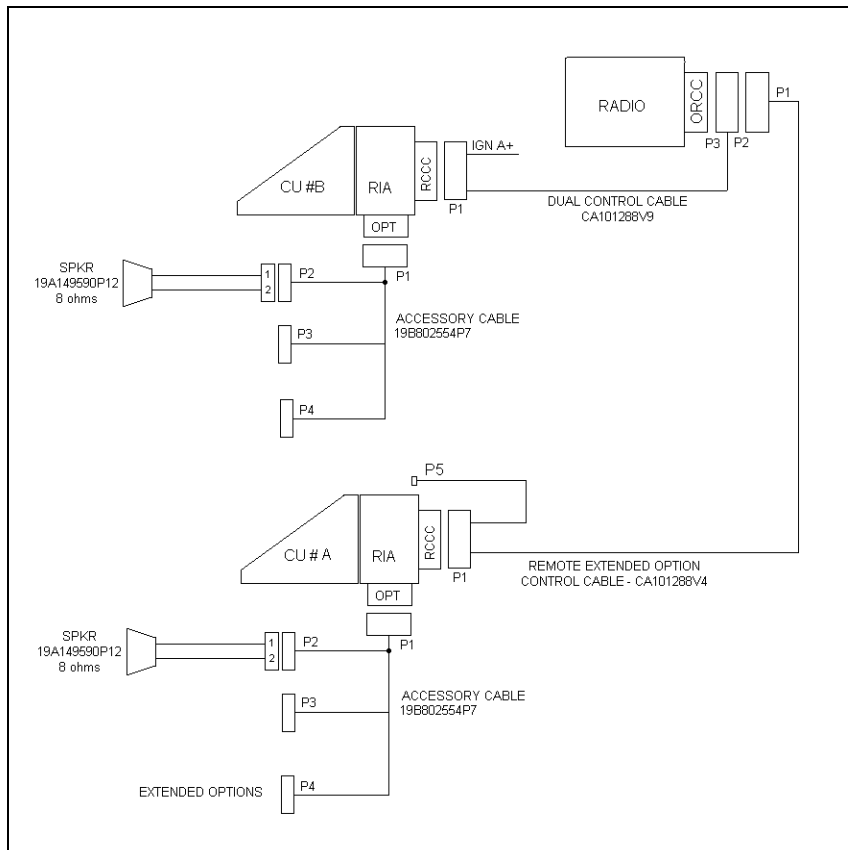 RADIO
ORCC
P1
P3
P2
CU #B
RIA
RCCC
IGN A+
P1
DUAL CONTROL CABLE
CA101288V9
OPT
P1
SPKR
19A149590P12
8 ohms
1
2
P2
ACCESSORY CABLE
19B802554P7
P3
P4
P5
CU # A
RIA
RCCC
P1
REMOTE EXTENDED OPTION
CONTROL CABLE - CA101288V4
OPT
P1
SPKR
19A149590P12
8 ohms
1
2
P2
ACCESSORY CABLE
19B802554P7
P3
EXTENDED OPTIONS
P4